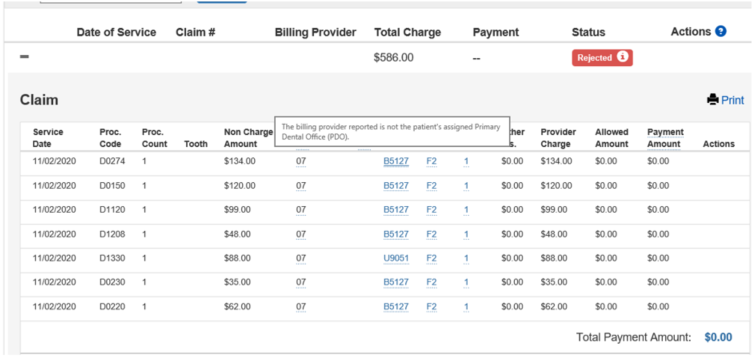 Date of Service Claim # Billing Provider Total Charge Payment Status Actions ?
$586.00 -- Rejected i
Claim
Print
The billing provider reported is not the patient's assigned Primary
Dental Office (PDO).
Service Date Proc. Code Proc. Count Tooth Non Charge Amount Provider Charge Allowed Amount Payment Amount Actions
11/02/2020 D0274 1 $134.00 07 B5127 F2 1 $0.00 $134.00 $0.00 $0.00
11/02/2020 D0150 1 $120.00 07 B5127 F2 1 $0.00 $120.00 $0.00 $0.00
11/02/2020 D1120 1 $99.00 07 B5127 F2 1 $0.00 $99.00 $0.00 $0.00
11/02/2020 D1208 1 $48.00 07 B5127 F2 1 $0.00 $48.00 $0.00 $0.00
11/02/2020 D1330 1 $88.00 07 U9051 F2 1 $0.00 $88.00 $0.00 $0.00
11/02/2020 D0230 1 $35.00 07 B5127 F2 1 $0.00 $35.00 $0.00 $0.00
11/02/2020 D0220 1 $62.00 07 B5127 F2 1 $0.00 $62.00 $0.00 $0.00
Total Payment Amount: $0.00